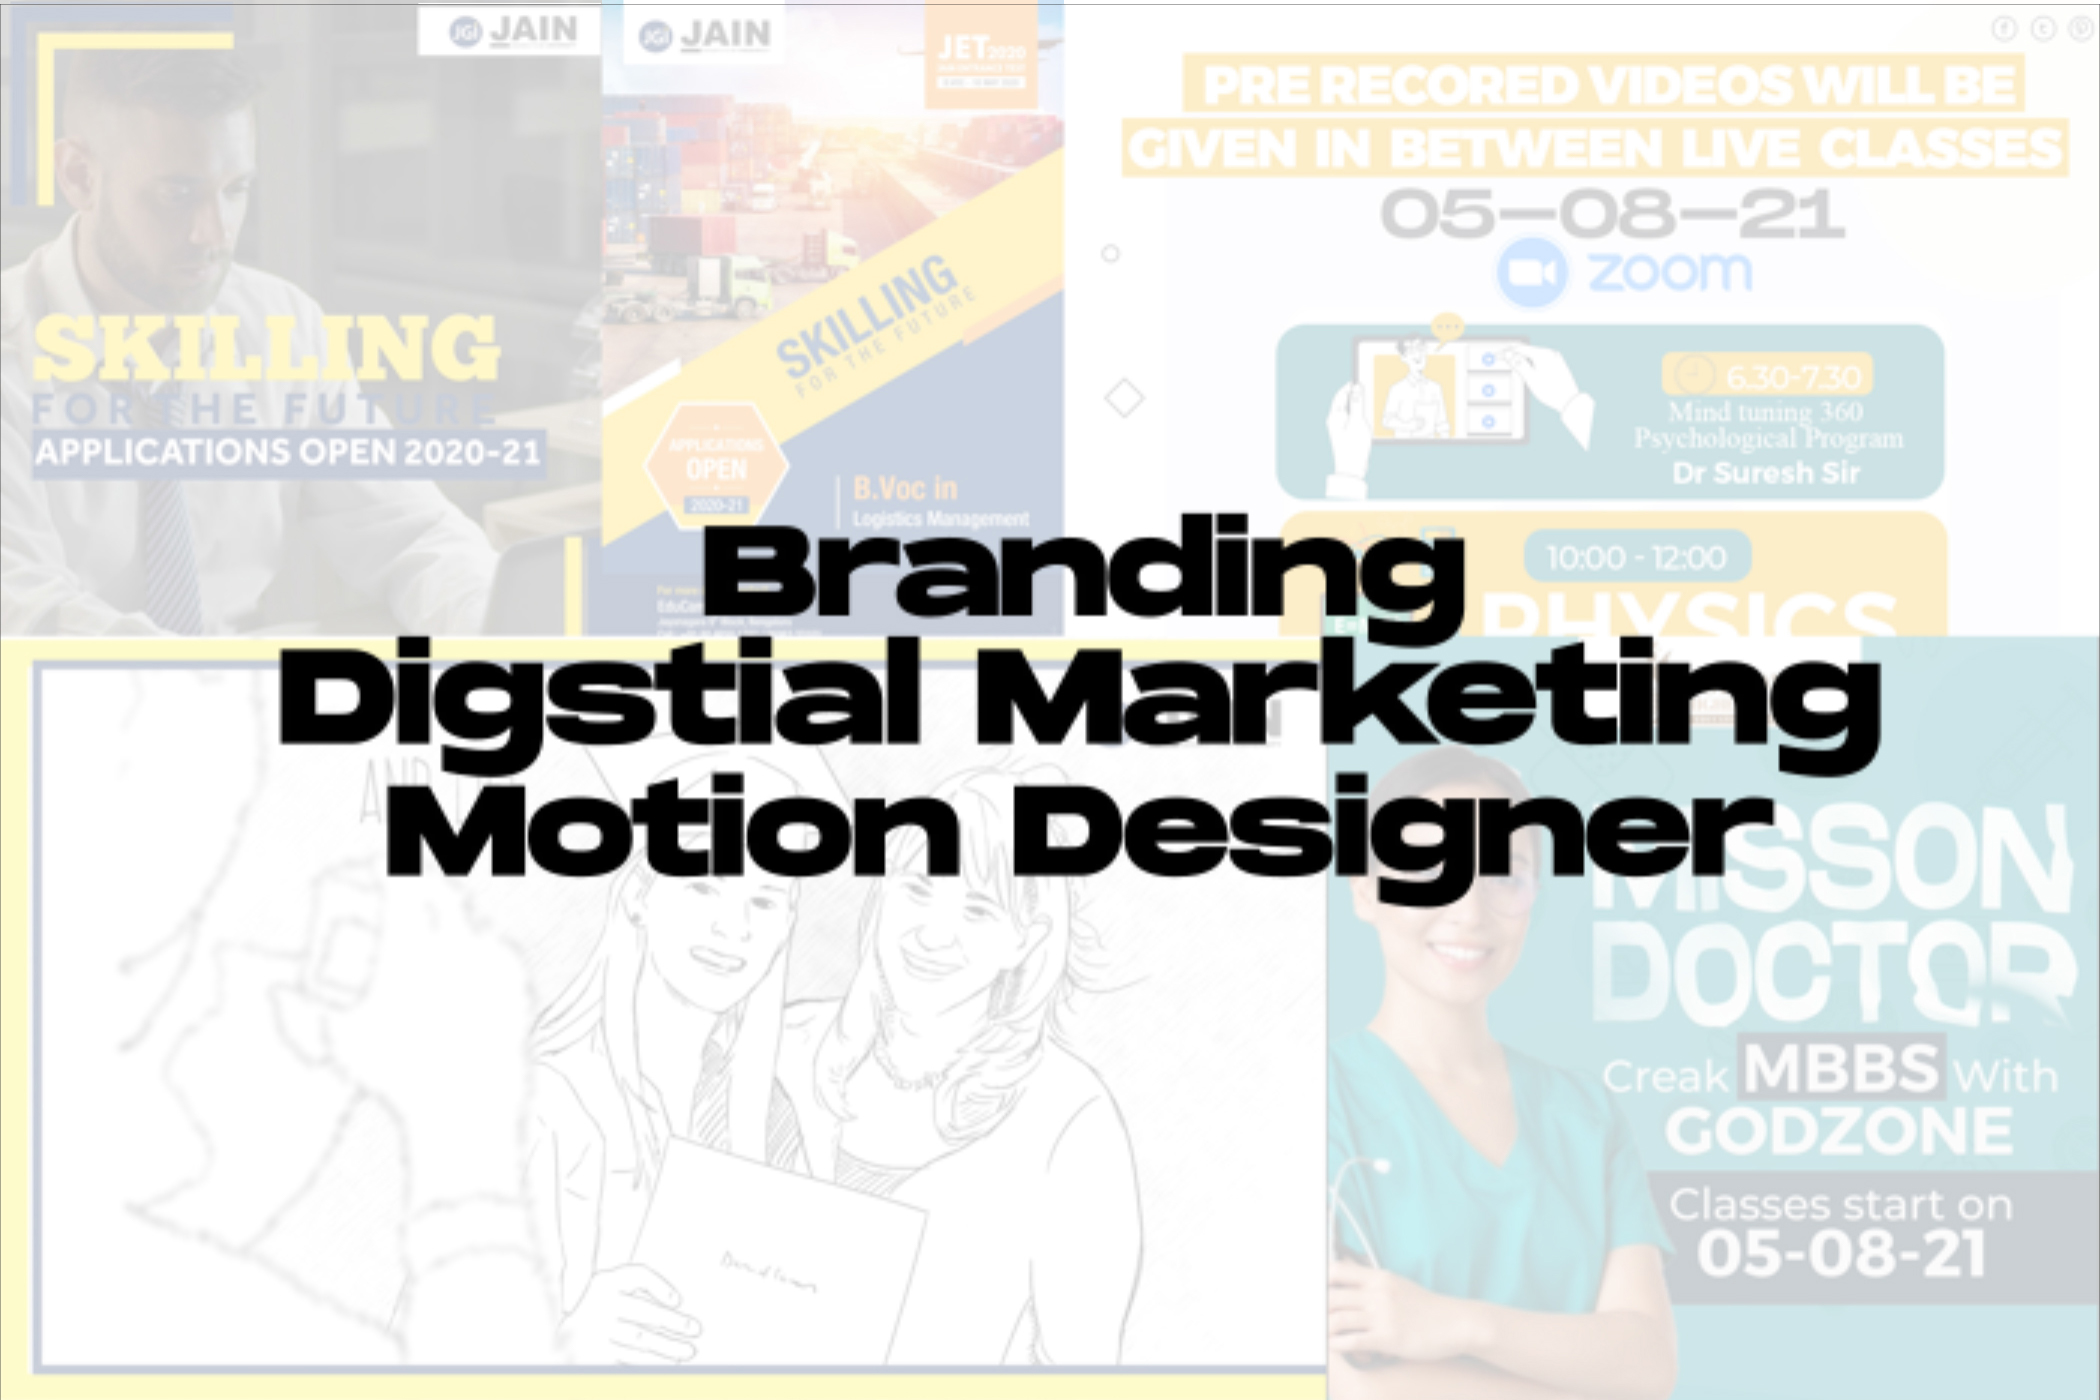 JGI JAIN
SKILLING
FOR THE FUTURE
APPLICATIONS OPEN 2020-21
JGI JAIN
JET2020
SKILLING
FOR THE FUTURE
APPLICATIONS
OPEN
2020-21
B.Voc in
Logistics Management
PRE RECORED VIDEOS WILL BE
GIVEN IN BETWEEN LIVE CLASSES
05-08-21
zoom
6.30-7.30
Mind tuning 360
Psychological Program
Dr Suresh Sir
10:00 - 12:00
PHYSICS
Branding
Digstial Marketing
Motion Designer
MISSON
DOCTOR
Creak MBBS With
GODZONE
Classes start on
05-08-21